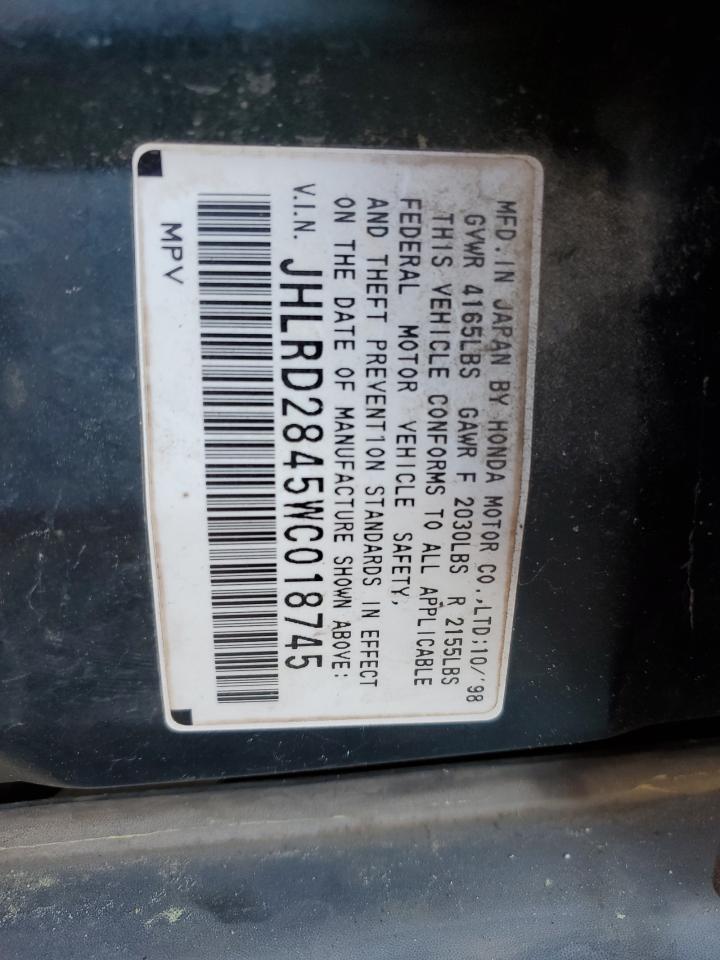 MFD. IN JAPAN BY HONDA MOTOR CO.,LTD;10/'98
GVWR 4165LBS GAWR F 2030LBS R 2155LBS
THIS VEHICLE CONFORMS TO ALL APPLICABLE
FEDERAL MOTOR VEHICLE SAFETY,
AND THEFT PREVENTION STANDARDS IN EFFECT
ON THE DATE OF MANUFACTURE SHOWN ABOVE:
V.I.N. JHLRD2845WC018745
MPV